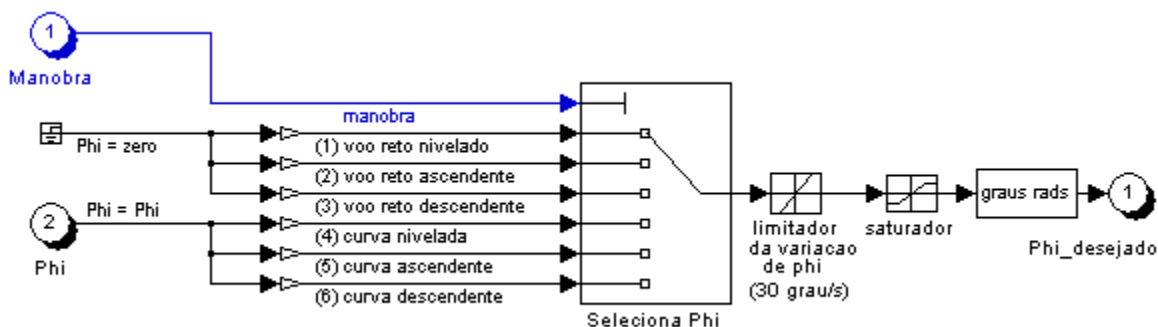 1
Manobra
manobra
Phi = zero
(1) voo reto nivelado
(2) voo reto ascendente
(3) voo reto descendente
Phi = Phi
2
Phi
(4) curva nivelada
(5) curva ascendente
(6) curva descendente
Seleciona Phi
limitador
da variacao
de phi
(30 grau/s)
saturador
graus rads
1
Phi_desejado